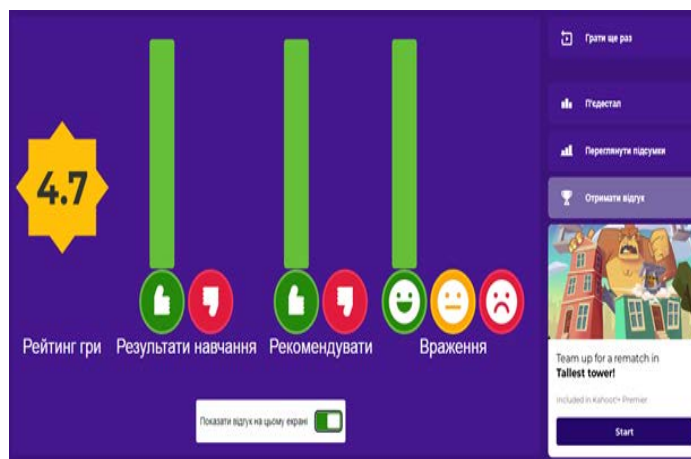 4.7
Рейтинг гри
Результати навчання
Рекомендувати
Враження
Показати відгук на цьому екрані
Грати ще раз
П'єдестал
Переглянути підсумки
Отримати відгук
Team up for a rematch in
Tallest tower!
Included in Kahoot!+ Premier
Start